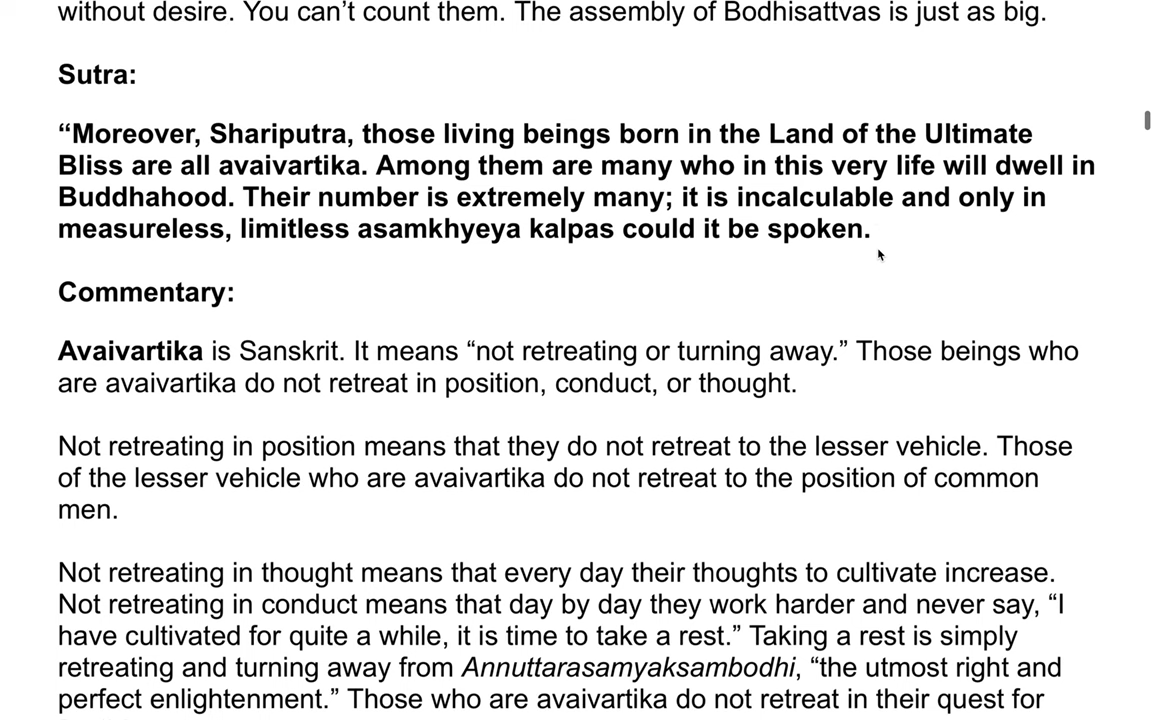 without desire. You can’t count them. The assembly of Bodhisattvas is just as big.
Sutra:
“Moreover, Shariputra, those living beings born in the Land of the Ultimate
Bliss are all avaivartika. Among them are many who in this very life will dwell in
Buddhahood. Their number is extremely many; it is incalculable and only in
measureless, limitless asamkhyeya kalpas could it be spoken.
Commentary:
Avaivartika is Sanskrit. It means “not retreating or turning away.” Those beings who
are avaivartika do not retreat in position, conduct, or thought.
Not retreating in position means that they do not retreat to the lesser vehicle. Those
of the lesser vehicle who are avaivartika do not retreat to the position of common
men.
Not retreating in thought means that every day their thoughts to cultivate increase.
Not retreating in conduct means that day by day they work harder and never say, “I
have cultivated for quite a while, it is time to take a rest.” Taking a rest is simply
retreating and turning away from Annuttarasamyaksambodhi, “the utmost right and
perfect enlightenment.” Those who are avaivartika do not retreat in their quest for